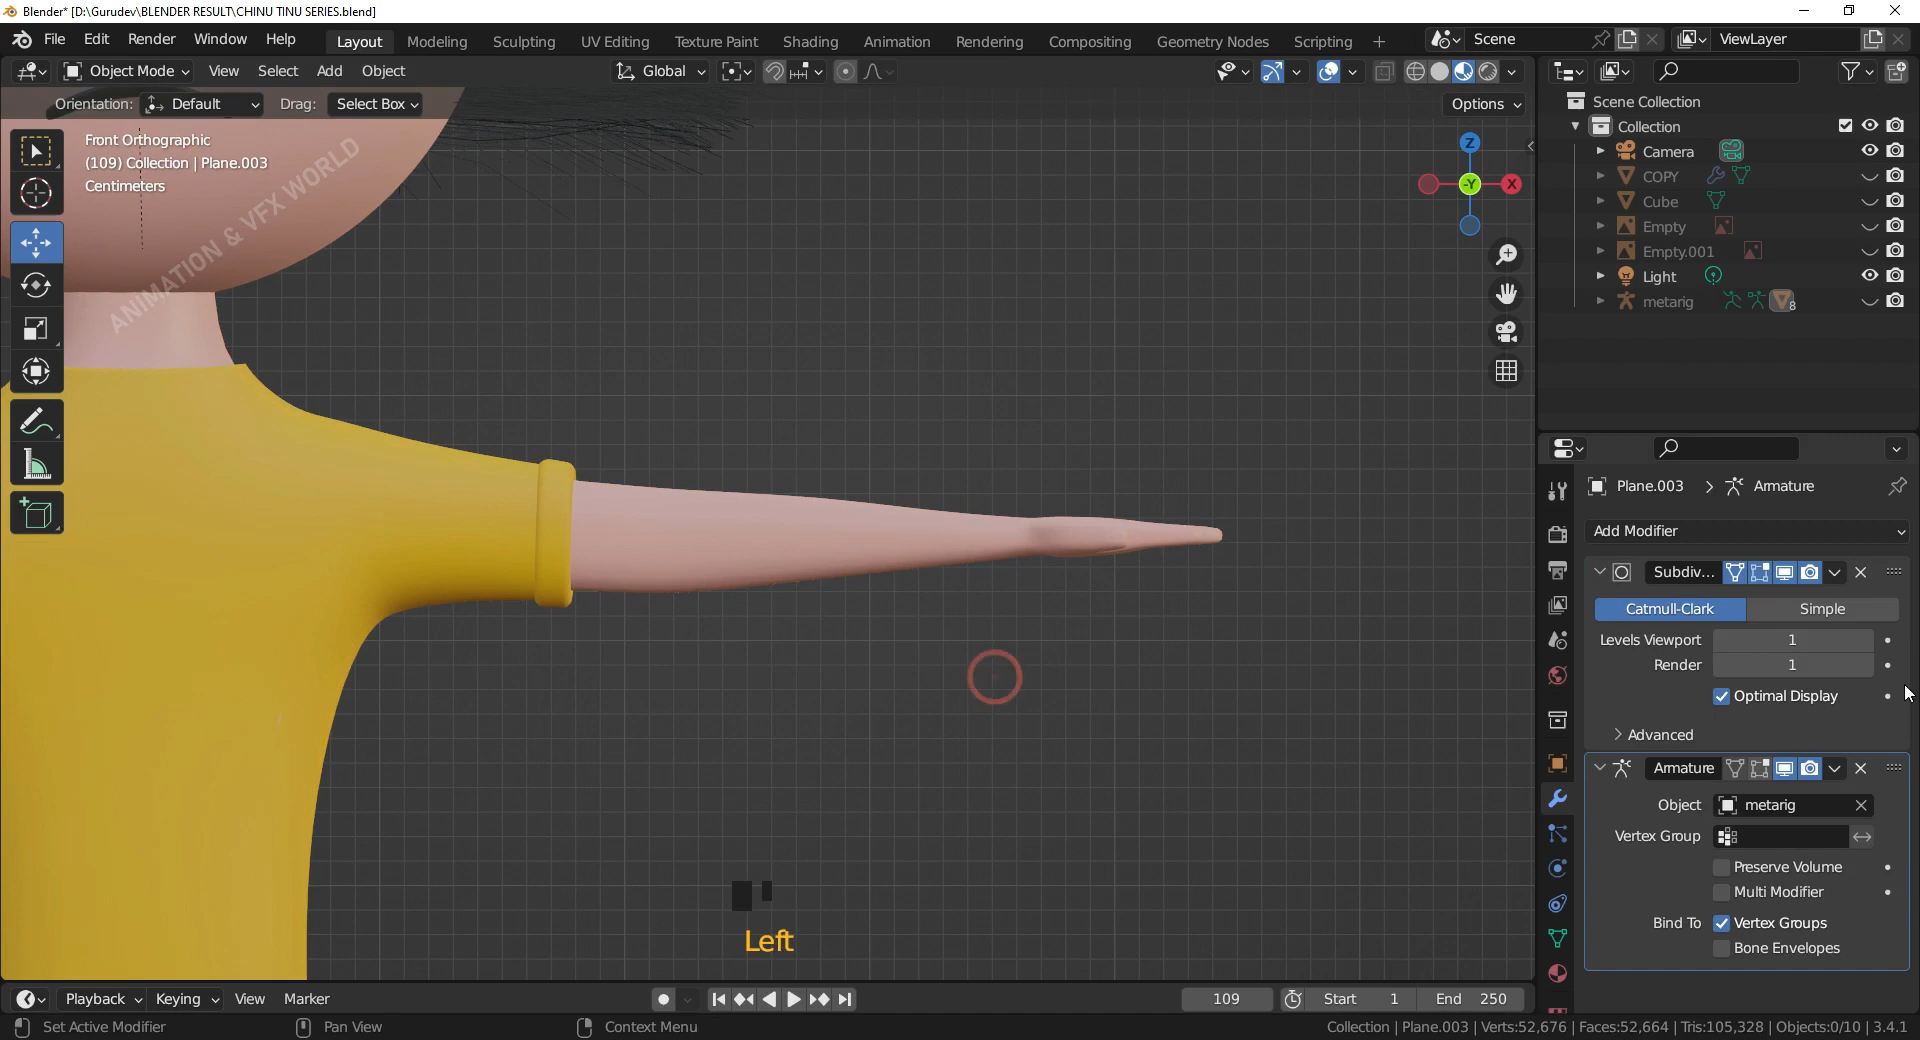 Blender* [D:\Gurudev\BLENDER RESULT\CHINU TINU SERIES.blend]
File Edit Render Window Help Layout Modeling Sculpting UV Editing Texture Paint Shading Animation Rendering Compositing Geometry Nodes Scripting + Scene ViewLayer
Object Mode View Select Add Object Global
Orientation: Default Drag: Select Box Options
Front Orthographic
(109) Collection | Plane.003
Centimeters
ANIMATION & VFX WORLD
Z
-Y X
Scene Collection
Collection
Camera
COPY
Cube
Empty
Empty.001
Light
metarig 8
Plane.003 > Armature
Add Modifier
Subdiv...
Catmull-Clark Simple
Levels Viewport 1
Render 1
Optimal Display
Advanced
Armature
Object metarig
Vertex Group
Preserve Volume
Multi Modifier
Bind To Vertex Groups
Bone Envelopes
Left
Playback Keying View Marker 109 Start 1 End 250
Set Active Modifier Pan View Context Menu Collection | Plane.003 | Verts:52,676 | Faces:52,664 | Tris:105,328 | Objects:0/10 | 3.4.1